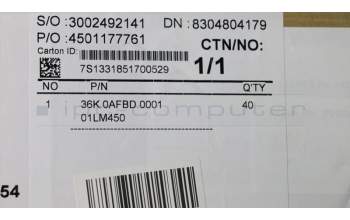 S/O :3002492141 DN :8304804179
P/O :4501177761
Carton ID: CTN/NO:
7S1331851700529 1/1
NO P/N Q'TY
1 36K.0AFBD.0001 40
01LM450
54